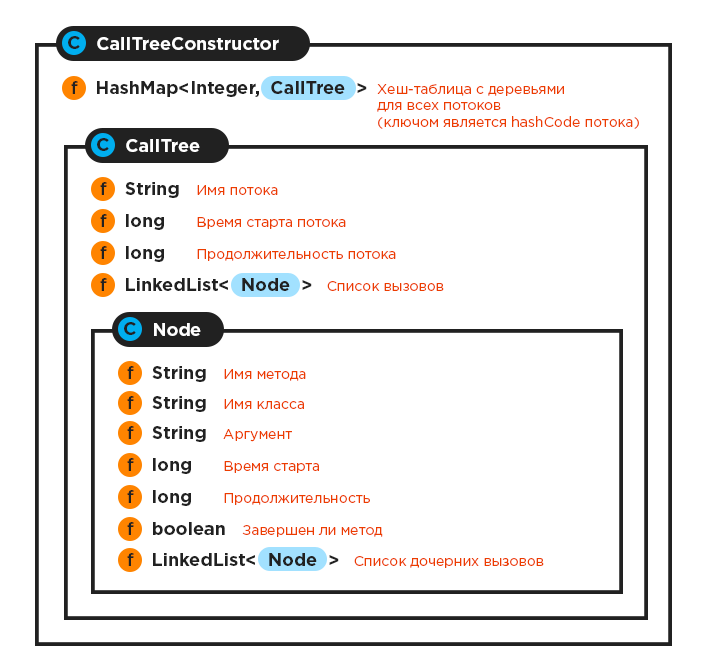 C CallTreeConstructor
f HashMap<Integer, CallTree> Хеш-таблица с деревьями
для всех потоков
(ключом является hashCode потока)
C CallTree
f String Имя потока
f long Время старта потока
f long Продолжительность потока
f LinkedList<Node> Список вызовов
C Node
f String Имя метода
f String Имя класса
f String Аргумент
f long Время старта
f long Продолжительность
f boolean Завершен ли метод
f LinkedList<Node> Список дочерних вызовов